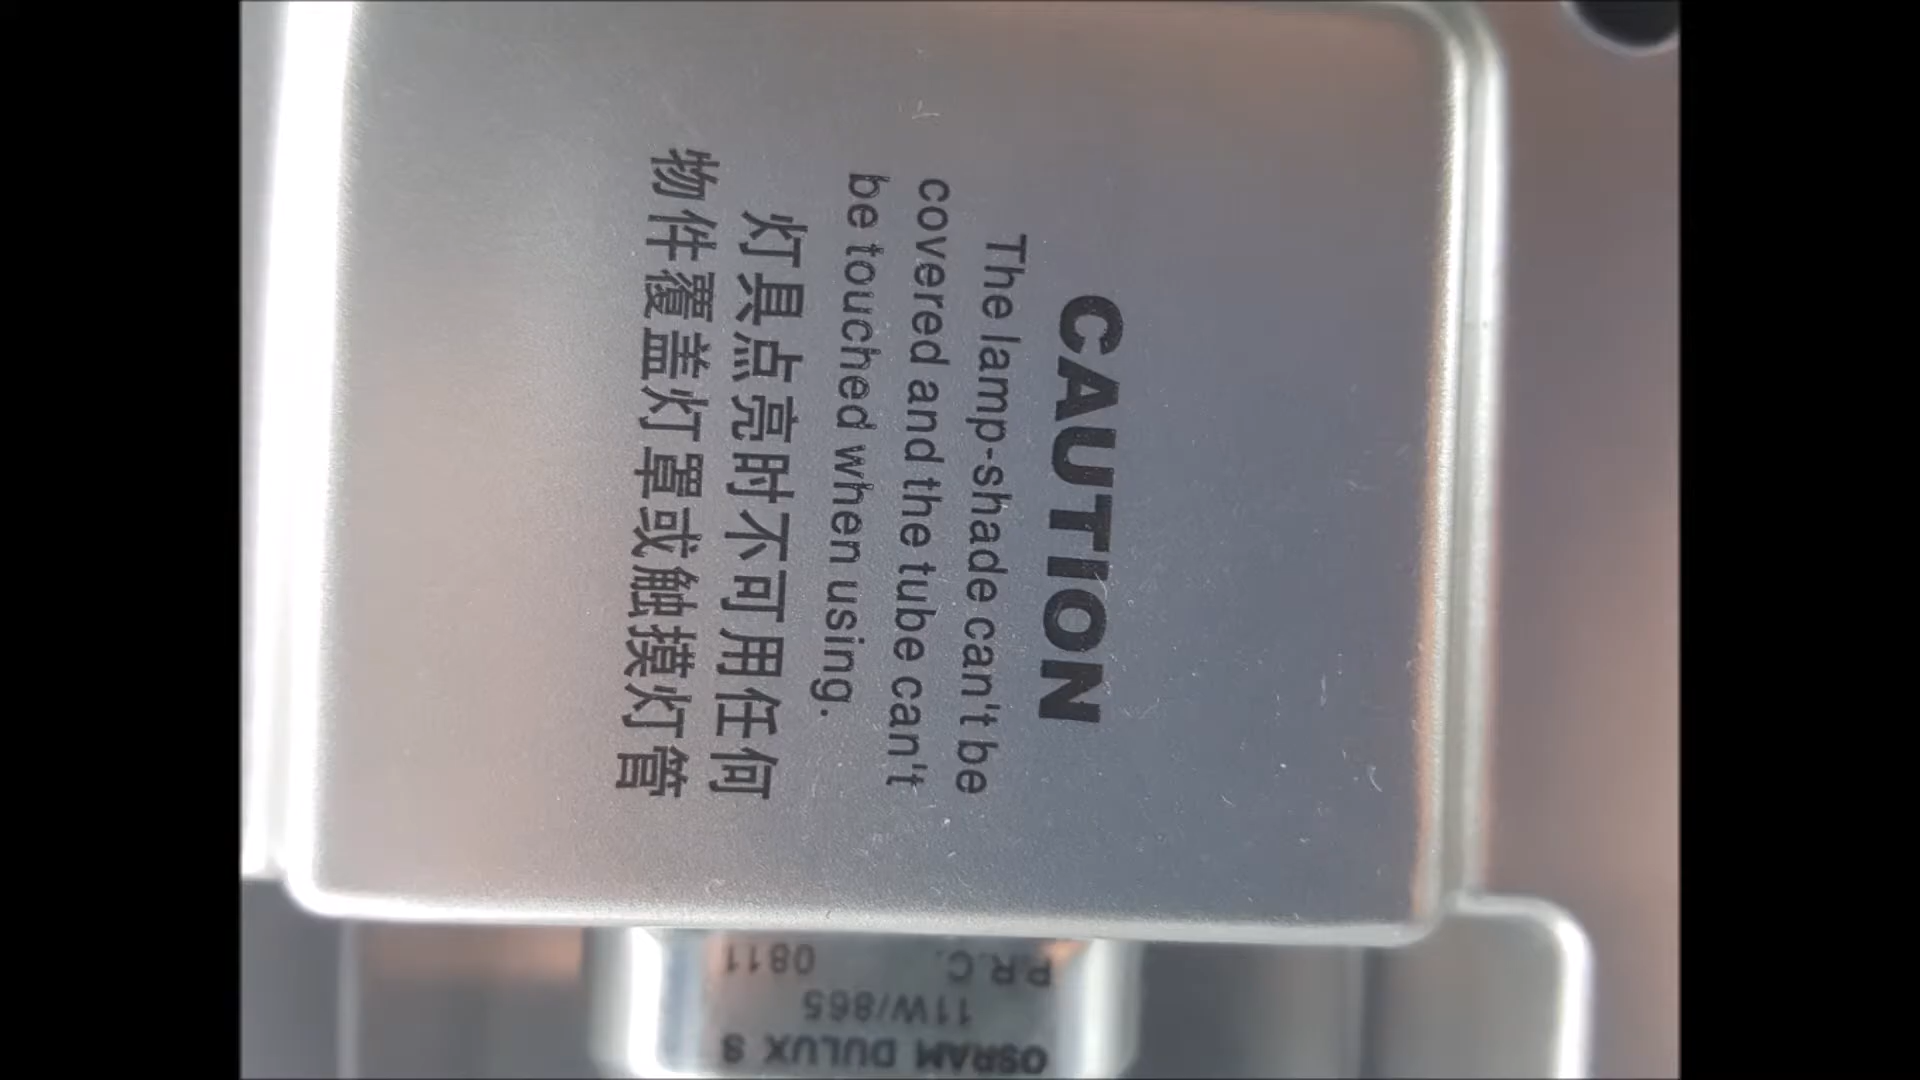 CAUTION
The lamp-shade can't be
covered and the tube can't
be touched when using.
灯具点亮时不可用任何
物件覆盖灯罩或触摸灯管
OSRAM DULUX S
11W/865
P.R.C. 0811